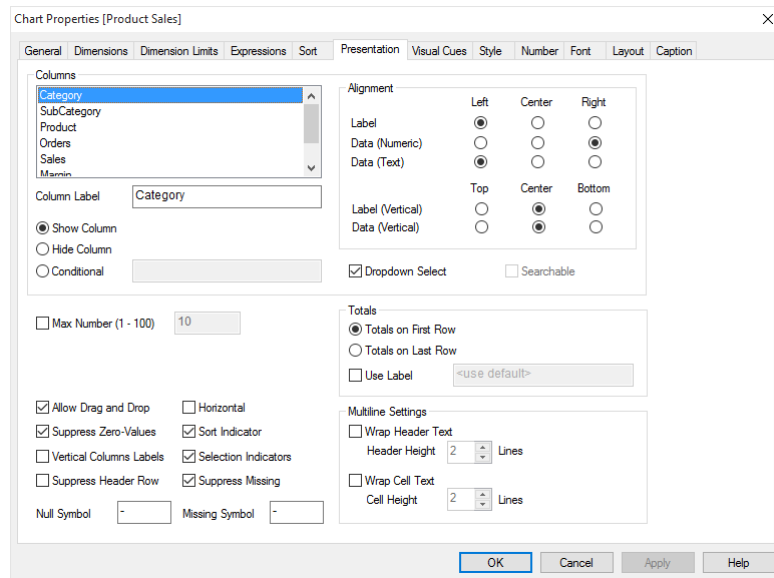 Chart Properties [Product Sales]
General Dimensions Dimension Limits Expressions Sort Presentation Visual Cues Style Number Font Layout Caption
Columns
Category
SubCategory
Product
Orders
Sales
Margin
Column Label Category
Show Column
Hide Column
Conditional
Alignment
Left Center Right
Label
Data (Numeric)
Data (Text)
Top Center Bottom
Label (Vertical)
Data (Vertical)
Dropdown Select Searchable
Max Number (1 - 100) 10
Totals
Totals on First Row
Totals on Last Row
Use Label <use default>
Allow Drag and Drop Horizontal
Suppress Zero-Values Sort Indicator
Vertical Columns Labels Selection Indicators
Suppress Header Row Suppress Missing
Null Symbol - Missing Symbol -
Multiline Settings
Wrap Header Text
Header Height 2 Lines
Wrap Cell Text
Cell Height 2 Lines
OK Cancel Apply Help